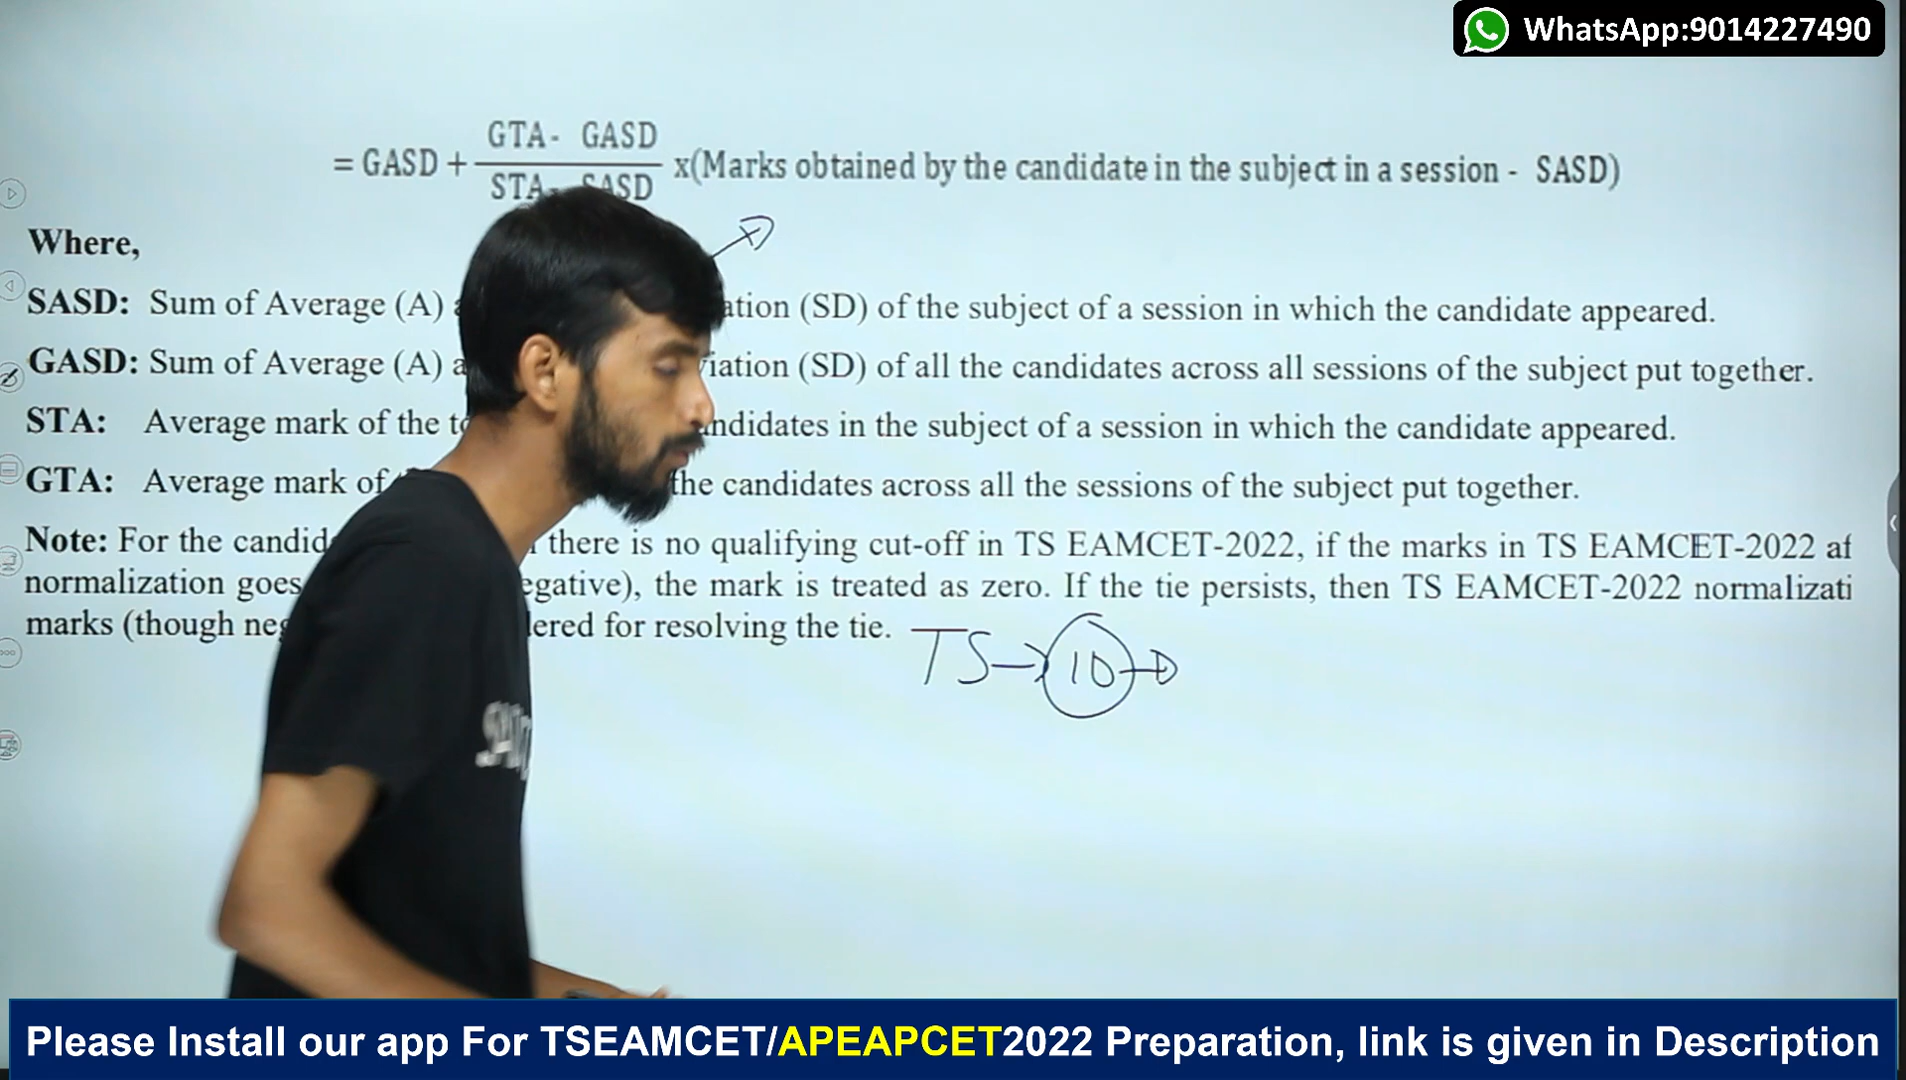 WhatsApp:9014227490
= GASD + GTA - GASD x(Marks obtained by the candidate in the subject in a session - SASD)
STA- SASD
Where,
SASD: Sum of Average (A) ation (SD) of the subject of a session in which the candidate appeared.
GASD: Sum of Average (A) a iation (SD) of all the candidates across all sessions of the subject put together.
STA: Average mark of the ndidates in the subject of a session in which the candidate appeared.
GTA: Average mark of the candidates across all the sessions of the subject put together.
Note: For the candid there is no qualifying cut-off in TS EAMCET-2022, if the marks in TS EAMCET-2022 af
normalization goes egative), the mark is treated as zero. If the tie persists, then TS EAMCET-2022 normalizati
marks (though neg ered for resolving the tie.
TS → 10
Please Install our app For TSEAMCET/APEAPCET2022 Preparation, link is given in Description